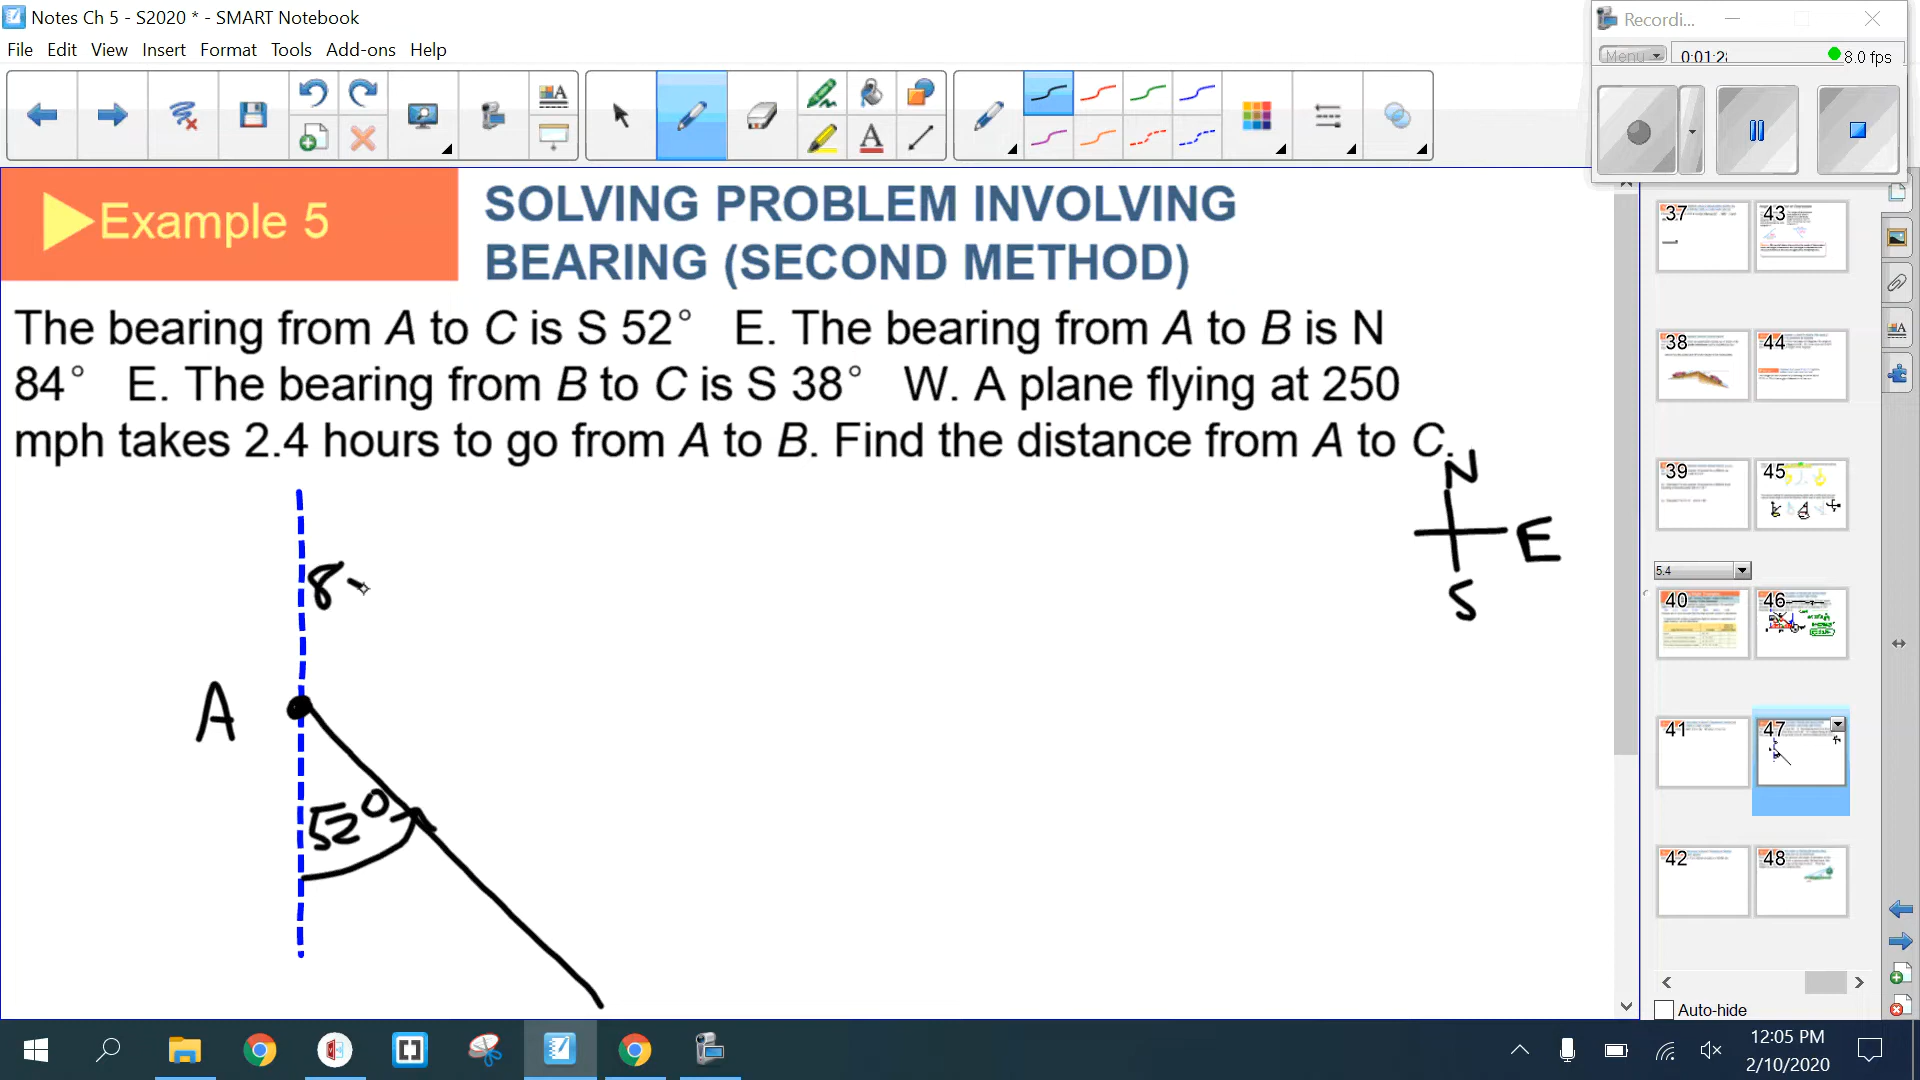 Notes Ch 5 - S2020 * - SMART Notebook
File Edit View Insert Format Tools Add-ons Help
Recordi...
Menu
0:01:2
8.0 fps
Example 5
SOLVING PROBLEM INVOLVING
BEARING (SECOND METHOD)
The bearing from A to C is S 52° E. The bearing from A to B is N
84° E. The bearing from B to C is S 38° W. A plane flying at 250
mph takes 2.4 hours to go from A to B. Find the distance from A to C.
N
E
S
8
A
52°
37 43
38 44
39 45
5.4
40 46
41 47
42 48
Auto-hide
12:05 PM
2/10/2020